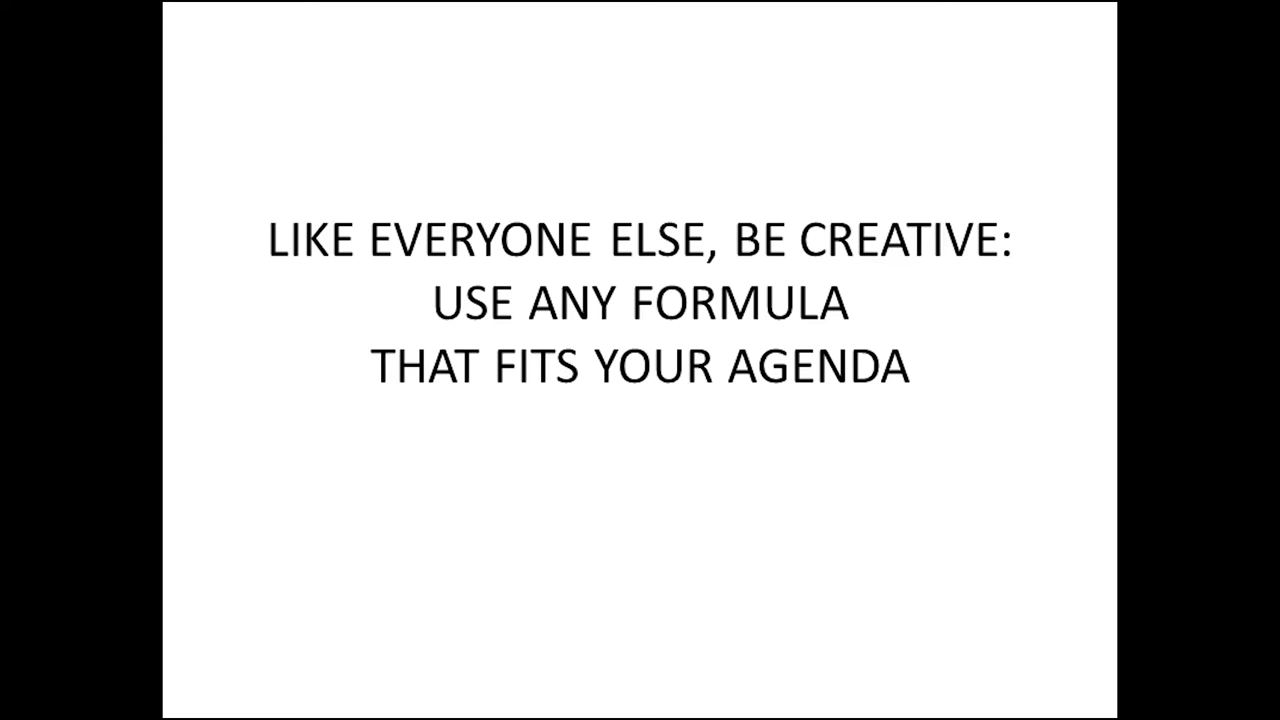 LIKE EVERYONE ELSE, BE CREATIVE:
USE ANY FORMULA
THAT FITS YOUR AGENDA